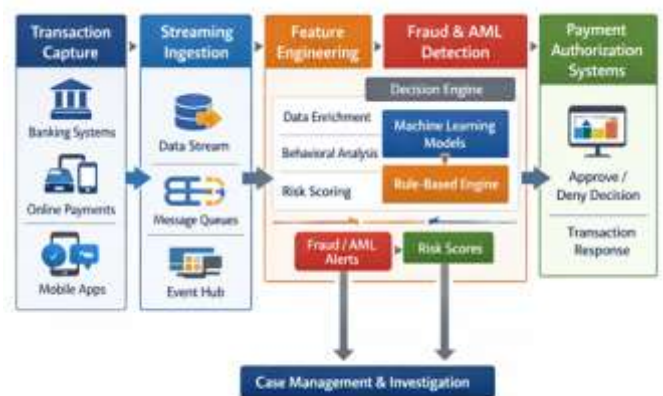 Transaction
Capture
Banking Systems
Online Payments
Mobile Apps
Streaming
Ingestion
Data Stream
Message Queues
Event Hub
Feature
Engineering
Fraud & AML
Detection
Decision Engine
Data Enrichment
Behavioral Analysis
Risk Scoring
Machine Learning
Models
Rule-Based Engine
Fraud / AML
Alerts
Risk Scores
Payment
Authorization
Systems
Approve /
Deny Decision
Transaction
Response
Case Management & Investigation